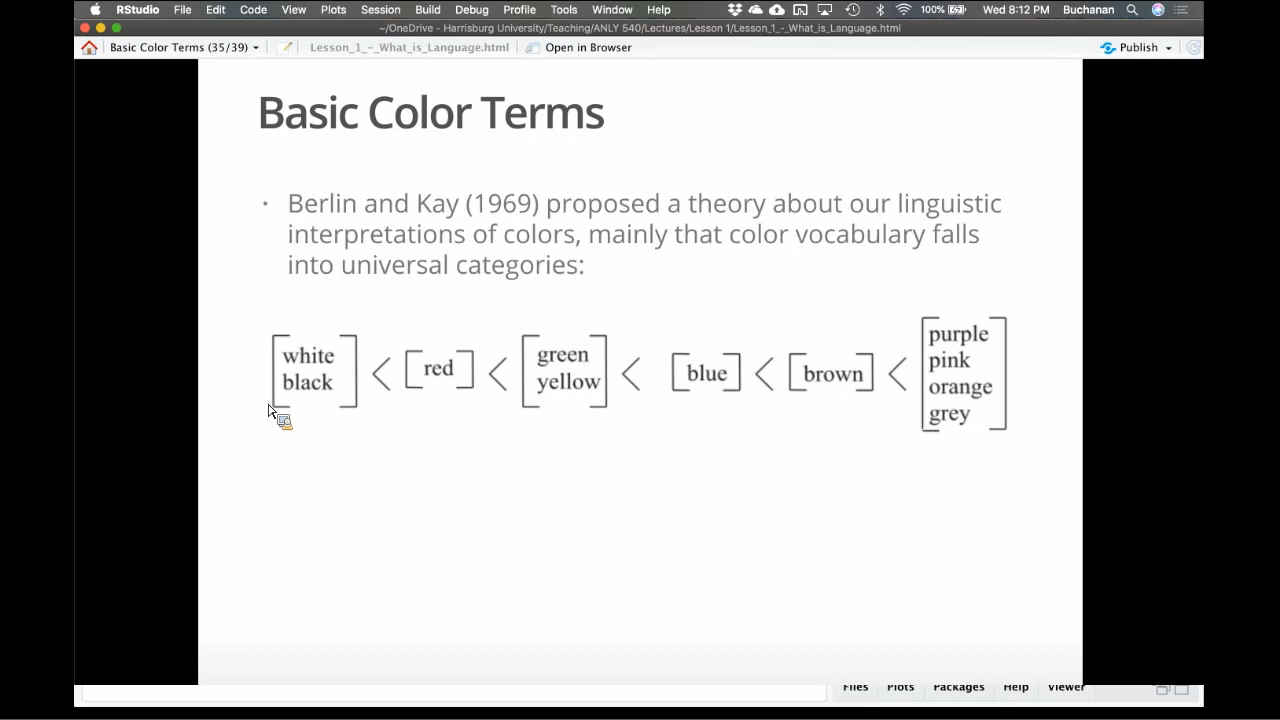 RStudio File Edit Code View Plots Session Build Debug Profile Tools Window Help 100% Wed 8:12 PM Buchanan
~/OneDrive - Harrisburg University/Teaching/ANLY 540/Lectures/Lesson 1/Lesson_1_-_What_is_Language.html
Basic Color Terms (35/39) Lesson_1_-_What_is_Language.html Open in Browser Publish
Basic Color Terms
• Berlin and Kay (1969) proposed a theory about our linguistic
interpretations of colors, mainly that color vocabulary falls
into universal categories:
[white
black] < [red] < [green
yellow] < [blue] < [brown] < [purple
pink
orange
grey]
Files Plots Packages Help Viewer